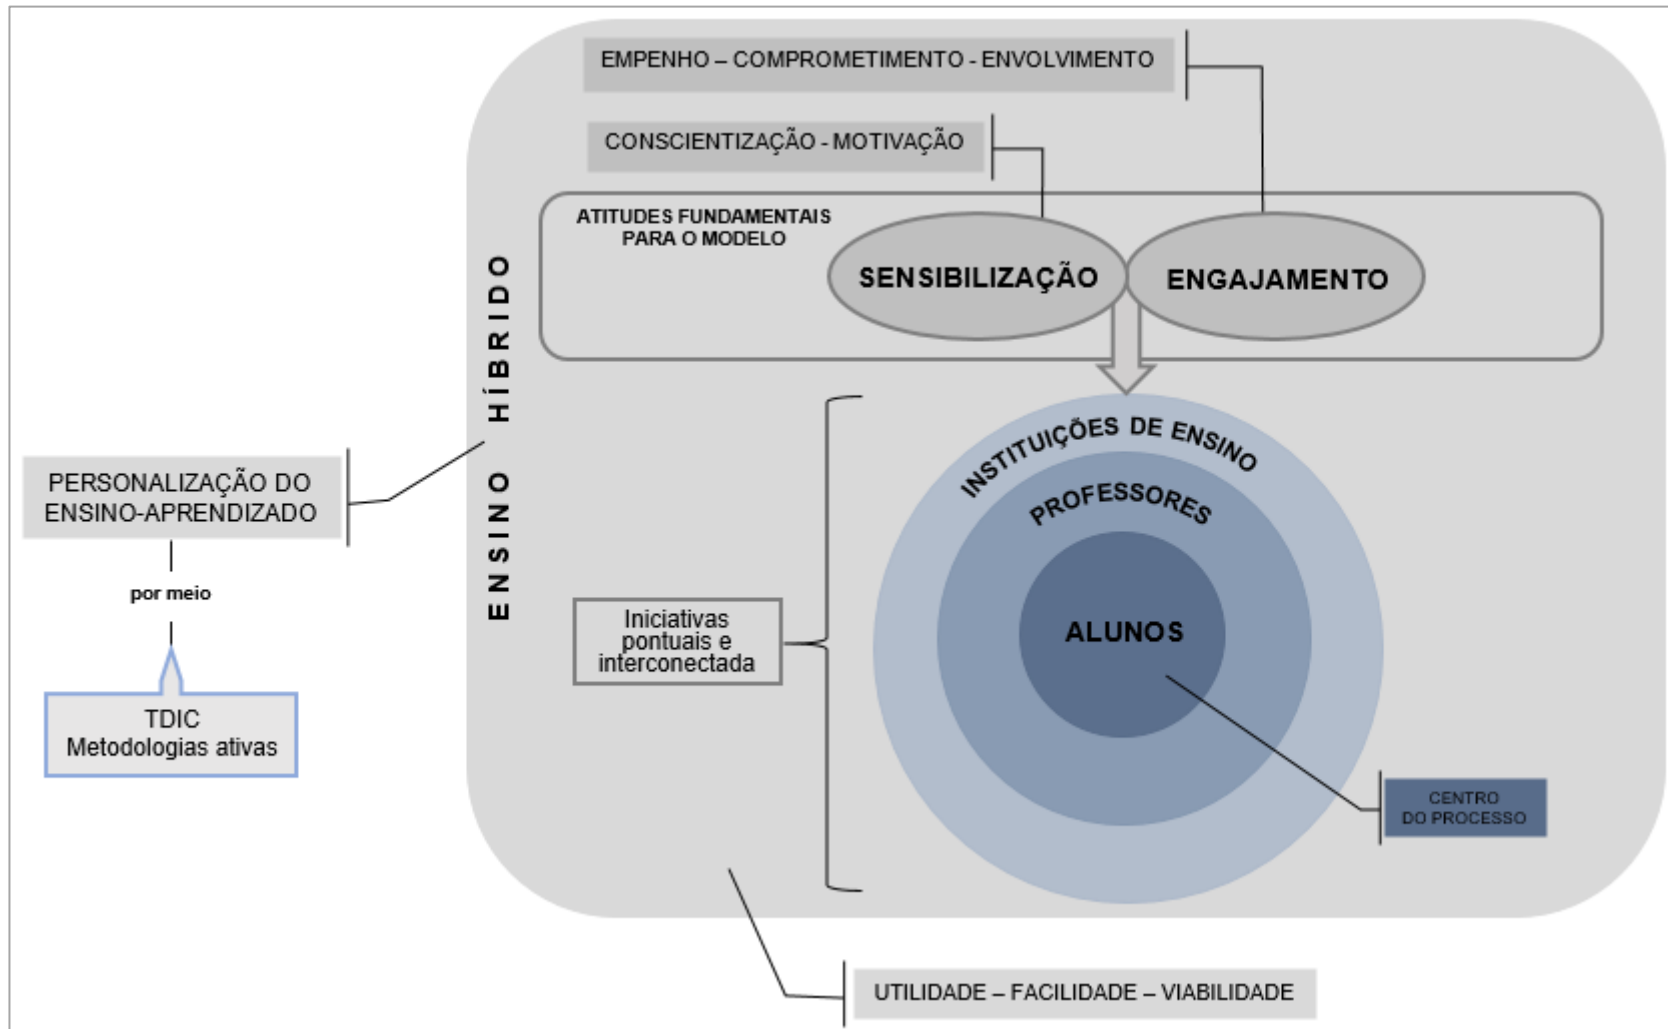 EMPENHO – COMPROMETIMENTO - ENVOLVIMENTO
CONSCIENTIZAÇÃO - MOTIVAÇÃO
ATITUDES FUNDAMENTAIS
PARA O MODELO
SENSIBILIZAÇÃO
ENGAJAMENTO
ENSINO HÍBRIDO
INSTITUIÇÕES DE ENSINO
PROFESSORES
ALUNOS
PERSONALIZAÇÃO DO
ENSINO-APRENDIZADO
por meio
TDIC
Metodologias ativas
Iniciativas
pontuais e
interconectada
CENTRO
DO PROCESSO
UTILIDADE – FACILIDADE – VIABILIDADE